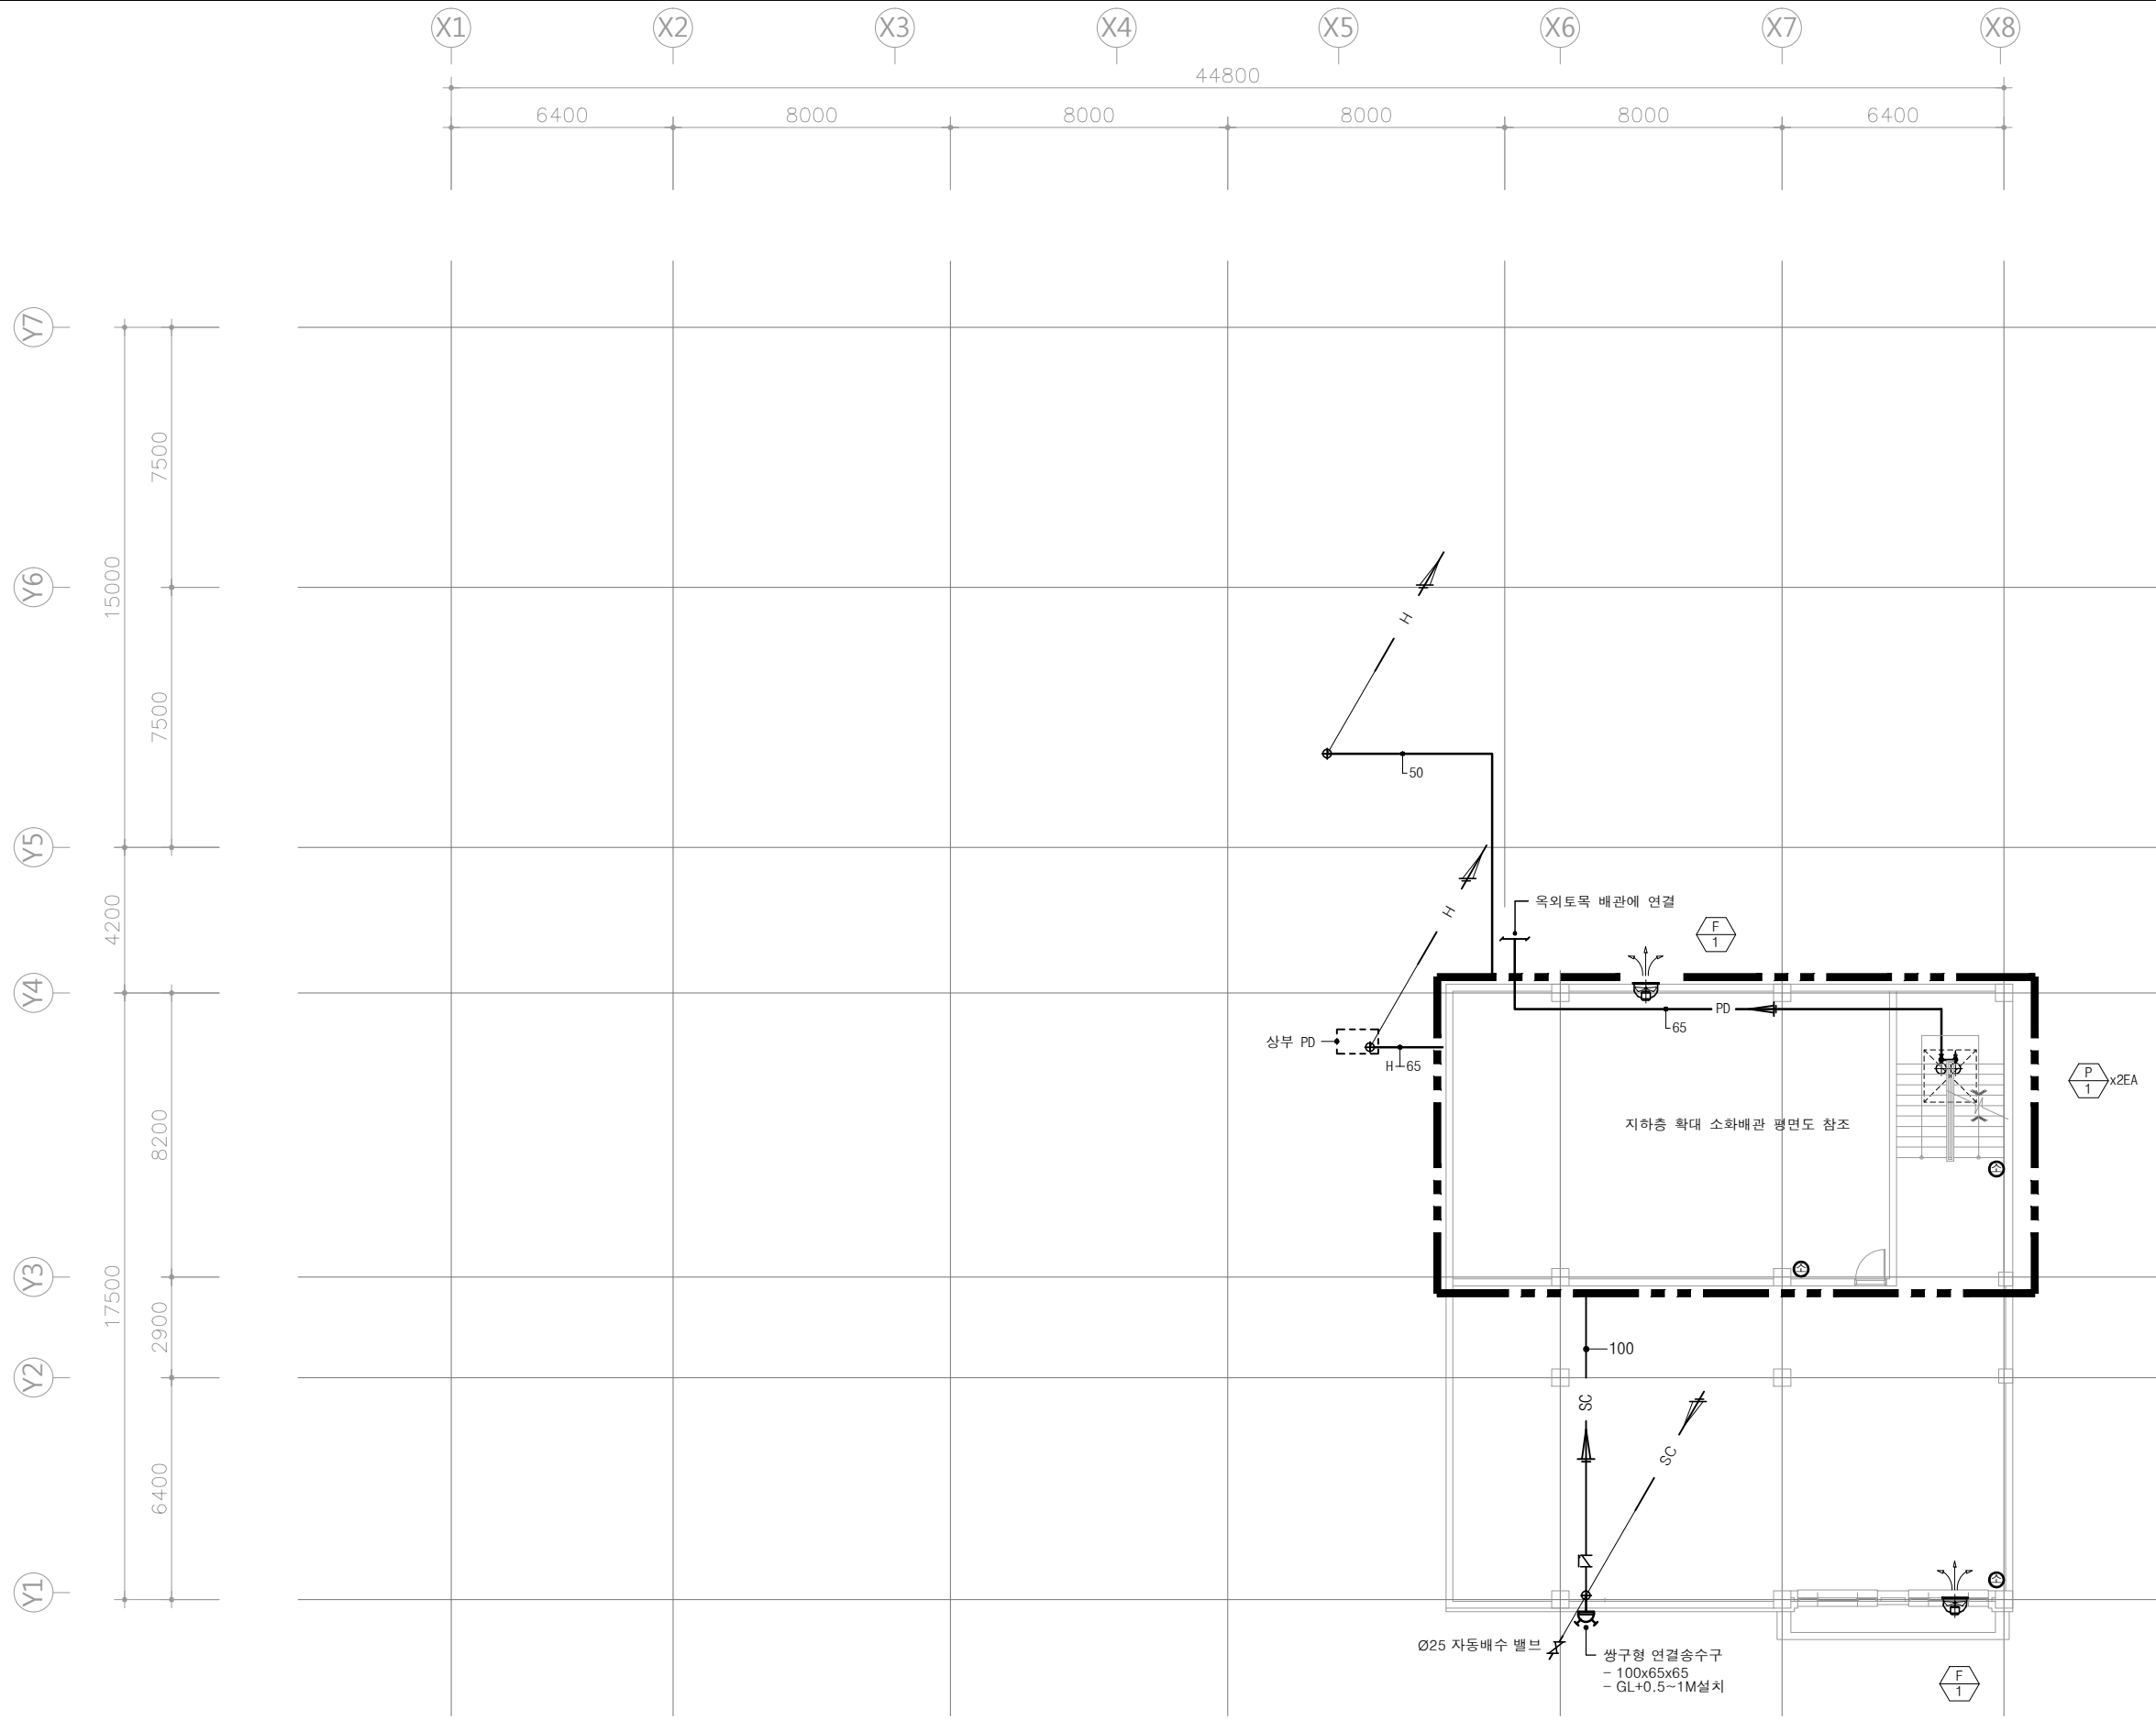 X1 X2 X3 X4 X5 X6 X7 X8
44800
6400 8000 8000 8000 8000 6400
Y7
7500
Y6
15000
H
7500
50
Y5
4200
H
옥외토목 배관에 연결
F
1
Y4
PD
65
상부 PD
H 65
P
1
x2EA
8200
지하층 확대 소화배관 평면도 참조
소
소
Y3
17500
2900
100
Y2
SC
SC
6400
소
Y1
Ø25 자동배수 밸브
쌍구형 연결송수구
- 100x65x65
- GL+0.5~1M설치
F
1